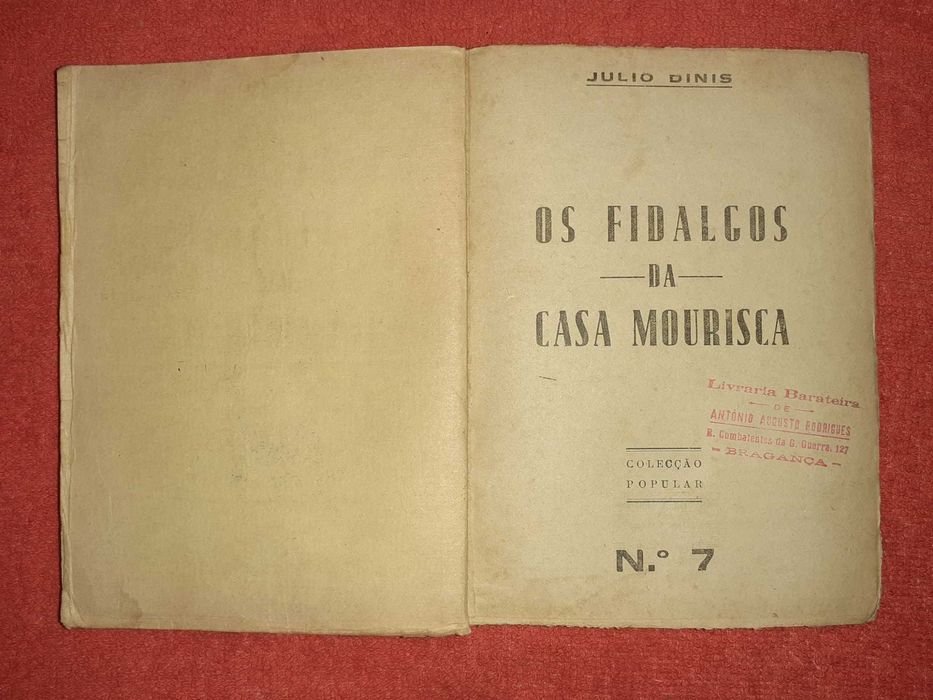 JULIO DINIS
OS FIDALGOS
DA
CASA MOURISCA
Livraria Barateira
DE
ANTÓNIO AUGUSTO RODRIGUES
R. Combatentes da G. Guerra, 127
- BRAGANÇA -
COLECÇÃO
POPULAR
N.º 7